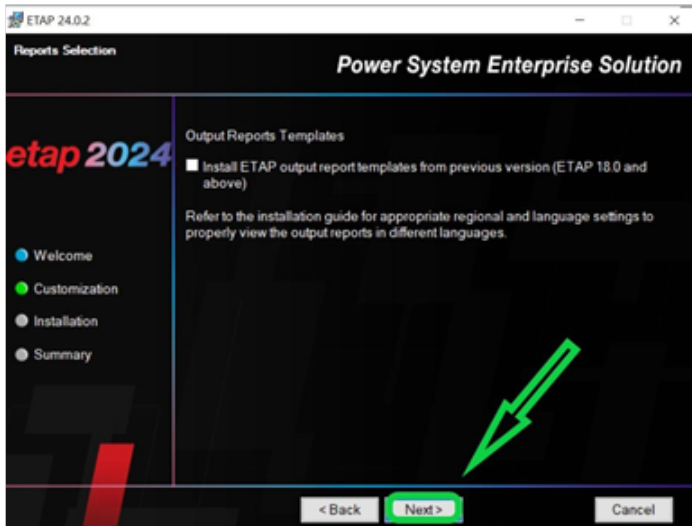 ETAP 24.0.2
Reports Selection
Power System Enterprise Solution
etap 2024
Output Reports Templates
Install ETAP output report templates from previous version (ETAP 18.0 and
above)
Refer to the installation guide for appropriate regional and language settings to
properly view the output reports in different languages.
Welcome
Customization
Installation
Summary
< Back
Next >
Cancel